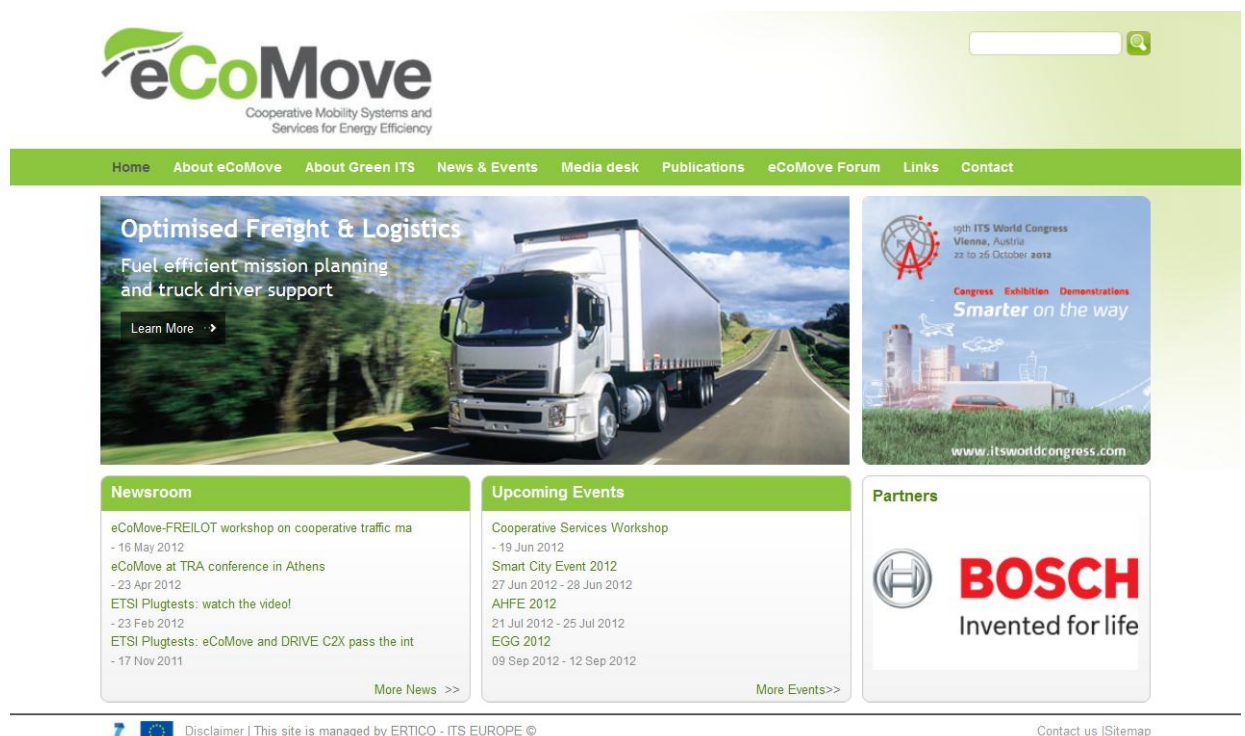 eCoMove
Cooperative Mobility Systems and
Services for Energy Efficiency
Home About eCoMove About Green ITS News & Events Media desk Publications eCoMove Forum Links Contact
Optimised Freight & Logistics
Fuel efficient mission planning
and truck driver support
Learn More
19th ITS World Congress
Vienna, Austria
22 to 26 October 2012
Congress Exhibition Demonstrations
Smarter on the way
www.itsworldcongress.com
Newsroom
eCoMove-FREILOT workshop on cooperative traffic ma
- 16 May 2012
eCoMove at TRA conference in Athens
- 23 Apr 2012
ETSI Plugtests: watch the video!
- 23 Feb 2012
ETSI Plugtests: eCoMove and DRIVE C2X pass the int
- 17 Nov 2011
More News >>
Upcoming Events
Cooperative Services Workshop
- 19 Jun 2012
Smart City Event 2012
27 Jun 2012 - 28 Jun 2012
AHFE 2012
21 Jul 2012 - 25 Jul 2012
EGG 2012
09 Sep 2012 - 12 Sep 2012
More Events>>
Partners
BOSCH
Invented for life
Disclaimer | This site is managed by ERTICO - ITS EUROPE ©
Contact us |Sitemap